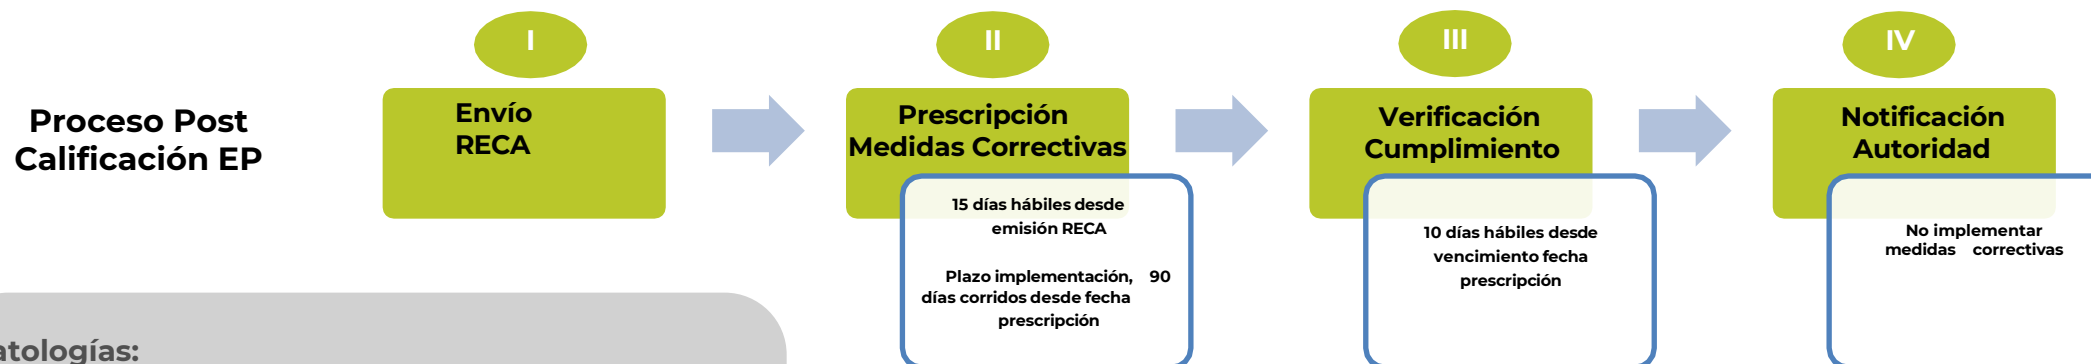 Proceso Post
Calificación EP
I
Envío
RECA
II
Prescripción
Medidas Correctivas
15 días hábiles desde
emisión RECA
Plazo implementación, 90
días corridos desde fecha
prescripción
III
Verificación
Cumplimiento
10 días hábiles desde
vencimiento fecha
prescripción
IV
Notificación
Autoridad
No implementar
medidas correctivas
atologías: